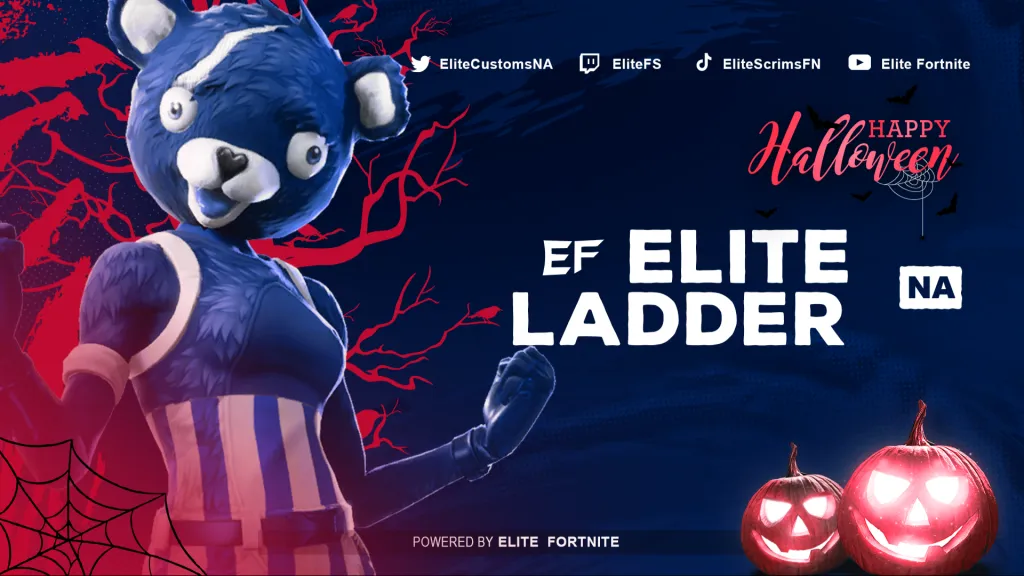 EliteCustomsNA EliteFS EliteScrimsFN Elite Fortnite
HAPPY
Halloween
EF ELITE
LADDER
NA
POWERED BY ELITE FORTNITE